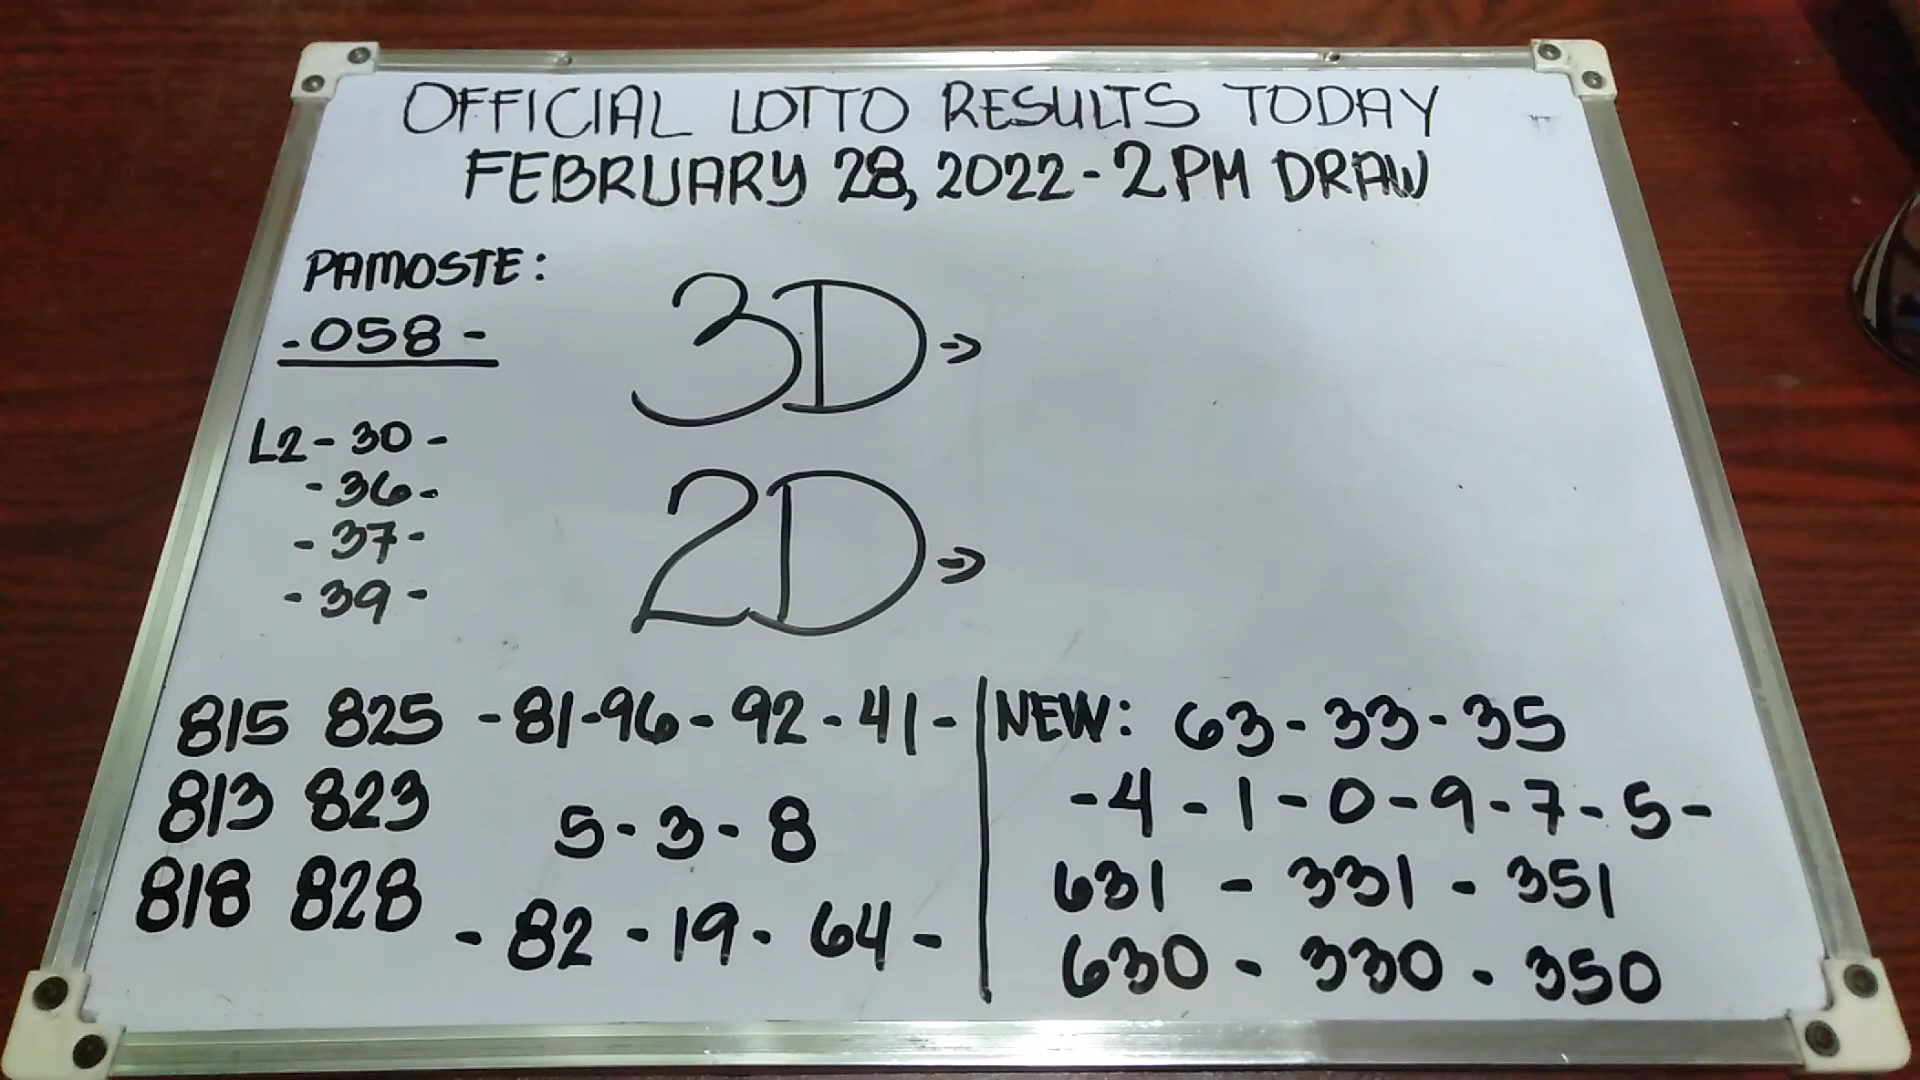 OFFICIAL LOTTO RESULTS TODAY
FEBRUARY 28, 2022 - 2PM DRAW
PAMOSTE:
- 058 -
L2 - 30 -
- 36 -
- 37 -
- 39 -
3D →
2D →
815 825 - 81 - 96 - 92 - 41 -
813 823
5 - 3 - 8
818 828
- 82 - 19 - 64 -
NEW: 63 - 33 - 35
- 4 - 1 - 0 - 9 - 7 - 5 -
631 - 331 - 351
630 - 330 - 350